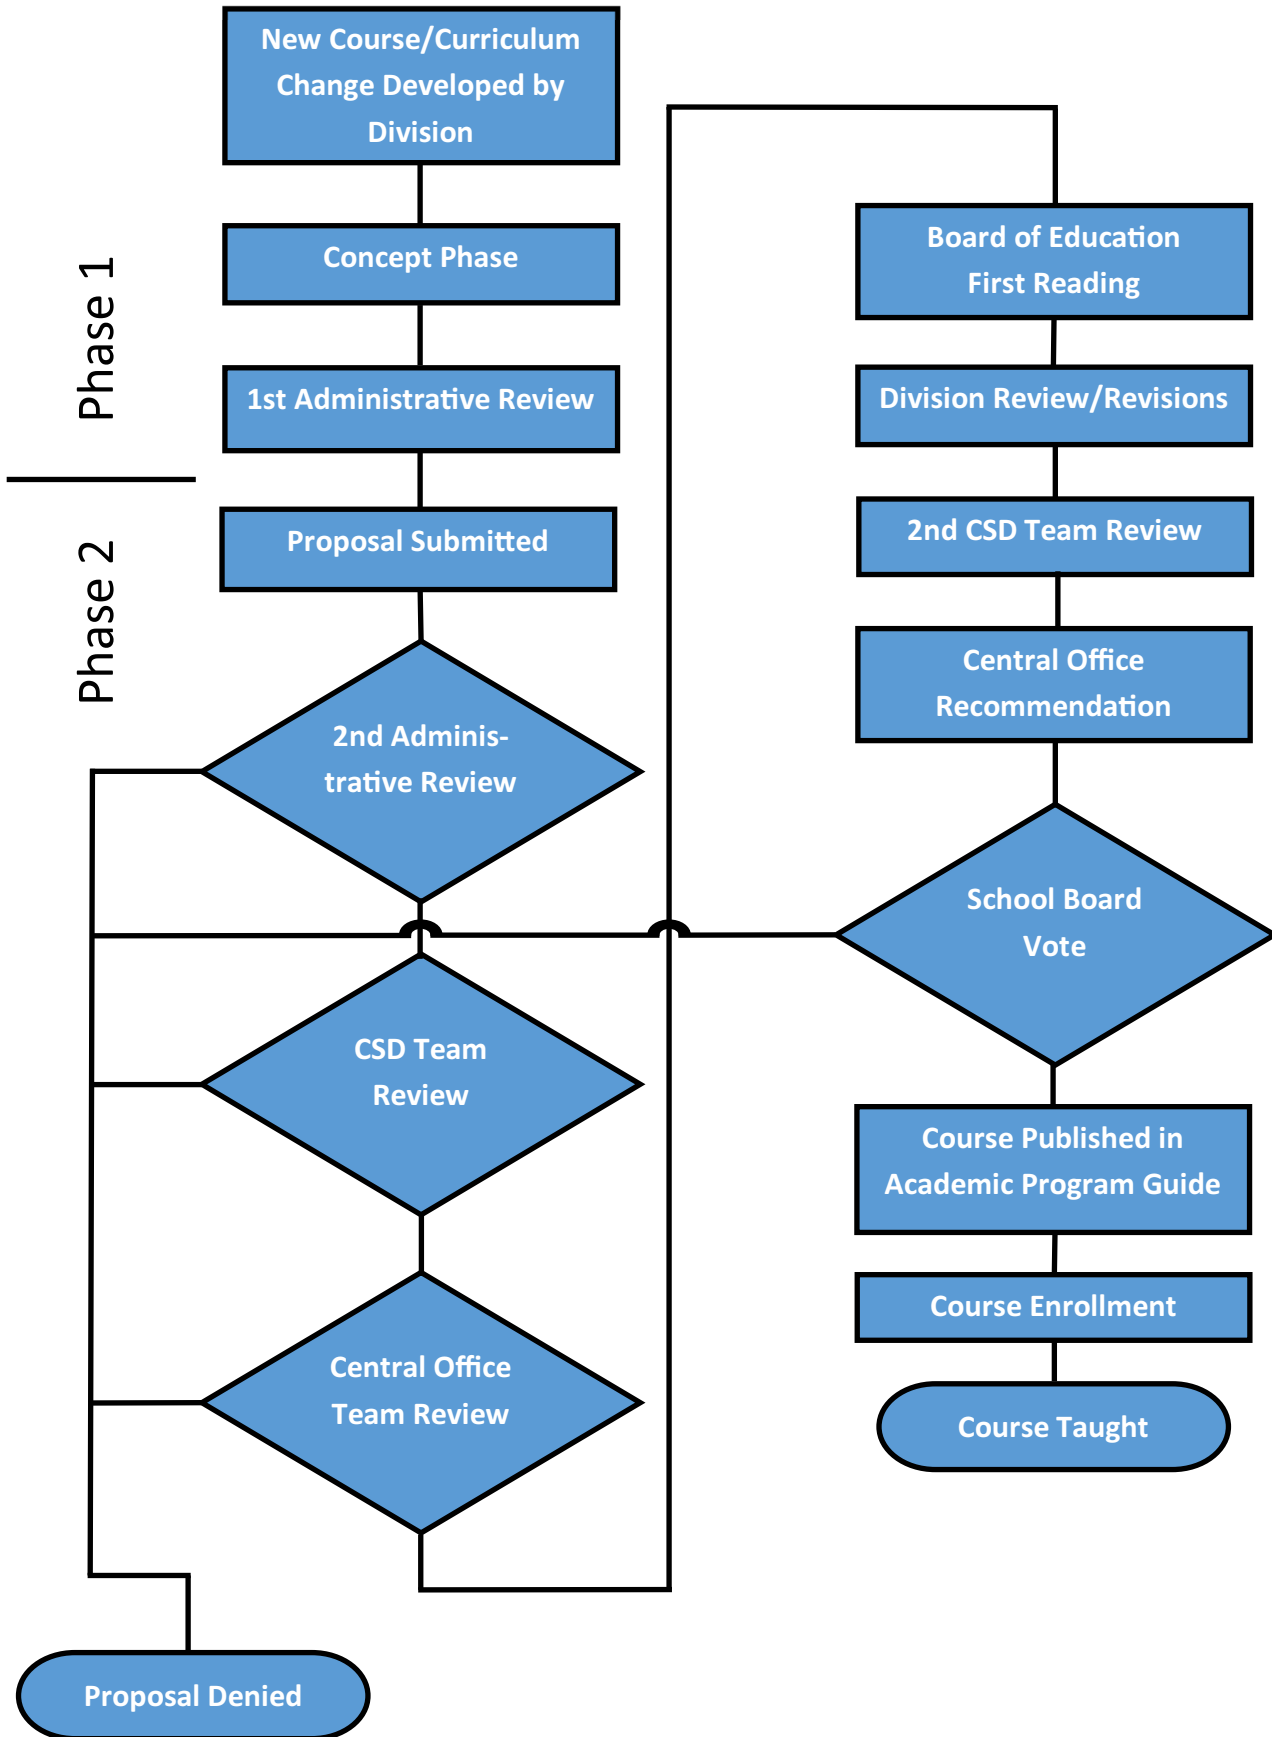 New Course/Curriculum
Change Developed by
Division
Concept Phase
1st Administrative Review
Phase 1
Proposal Submitted
Phase 2
2nd Adminis-
trative Review
CSD Team
Review
Central Office
Team Review
Proposal Denied
Board of Education
First Reading
Division Review/Revisions
2nd CSD Team Review
Central Office
Recommendation
School Board
Vote
Course Published in
Academic Program Guide
Course Enrollment
Course Taught